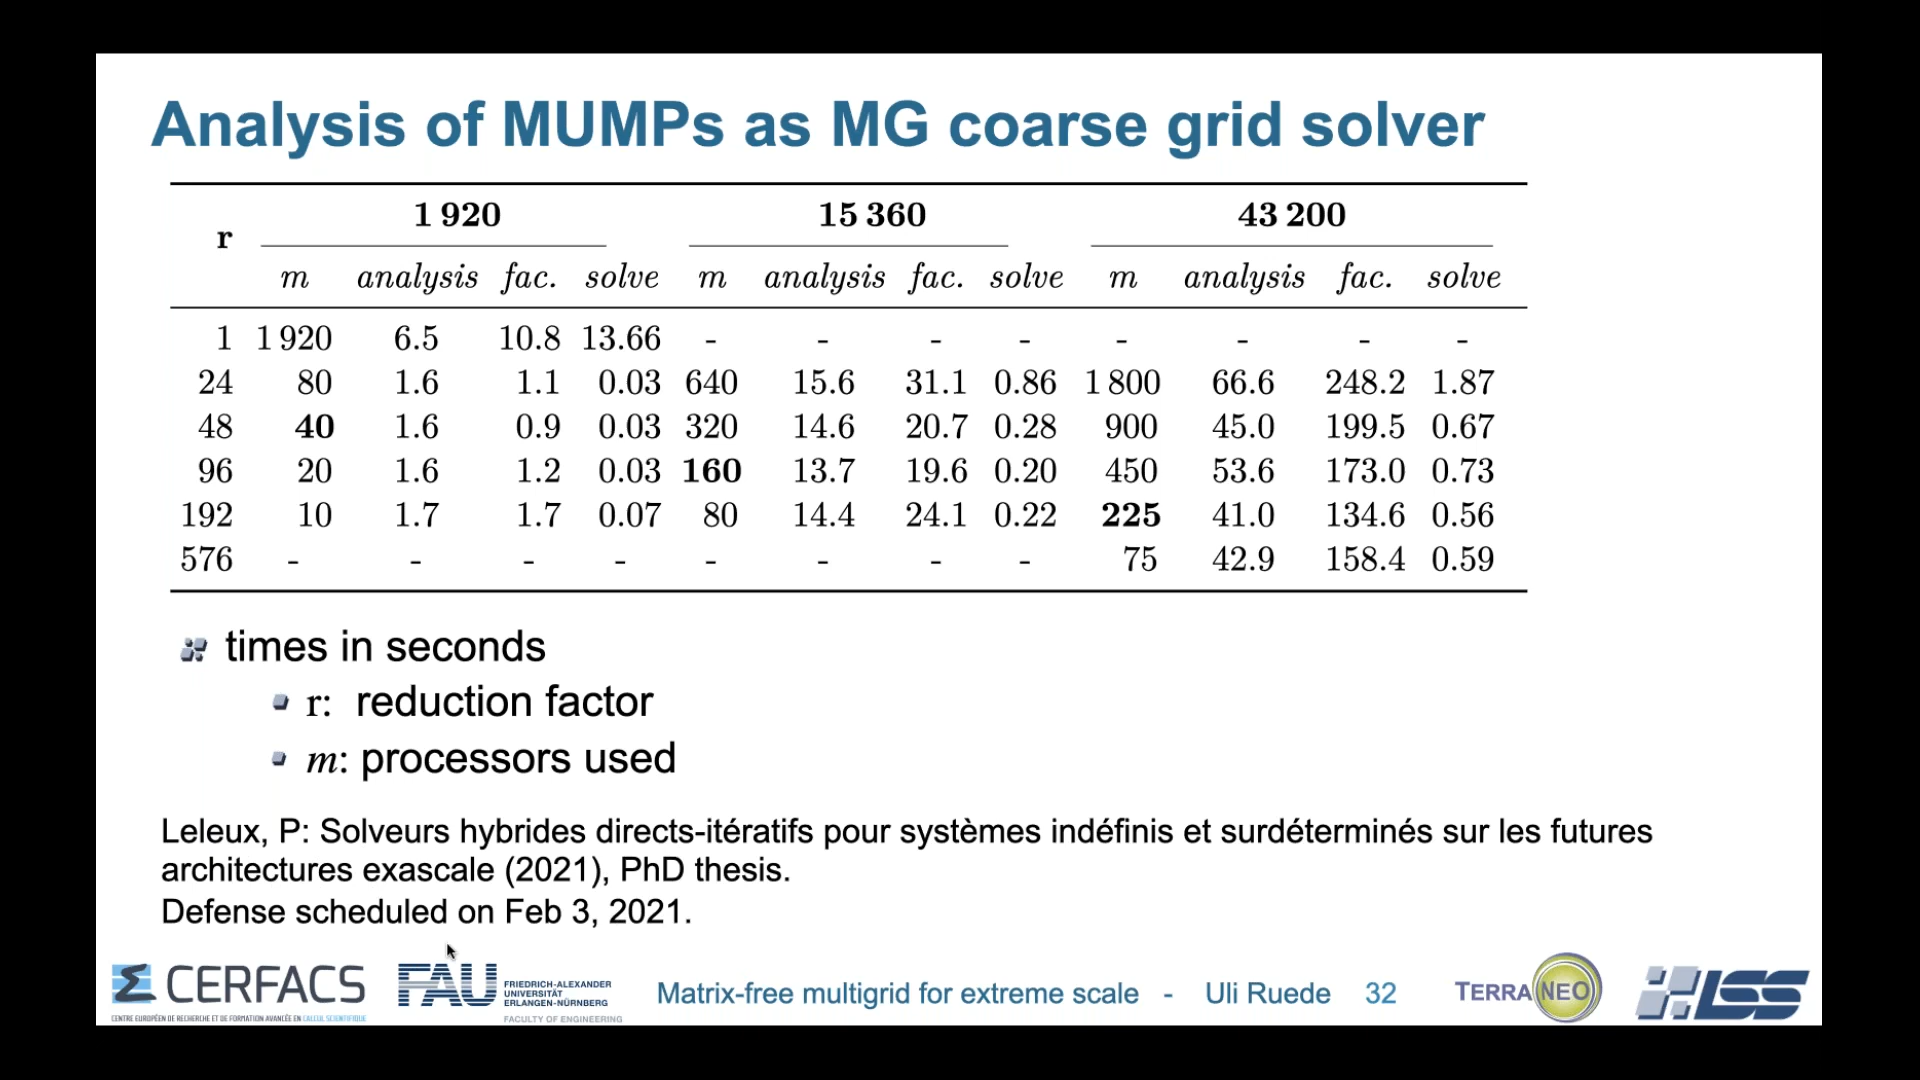 Analysis of MUMPs as MG coarse grid solver
r 1 920 15 360 43 200
m analysis fac. solve m analysis fac. solve m analysis fac. solve
1 1 920 6.5 10.8 13.66 - - - - - - - -
24 80 1.6 1.1 0.03 640 15.6 31.1 0.86 1 800 66.6 248.2 1.87
48 40 1.6 0.9 0.03 320 14.6 20.7 0.28 900 45.0 199.5 0.67
96 20 1.6 1.2 0.03 160 13.7 19.6 0.20 450 53.6 173.0 0.73
192 10 1.7 1.7 0.07 80 14.4 24.1 0.22 225 41.0 134.6 0.56
576 - - - - - - - - 75 42.9 158.4 0.59
times in seconds
r: reduction factor
m: processors used
Leleux, P: Solveurs hybrides directs-itératifs pour systèmes indéfinis et surdéterminés sur les futures
architectures exascale (2021), PhD thesis.
Defense scheduled on Feb 3, 2021.
CERFACS
CENTRE EUROPÉEN DE RECHERCHE ET DE FORMATION AVANCÉE EN CALCUL SCIENTIFIQUE
FAU
FRIEDRICH-ALEXANDER
UNIVERSITÄT
ERLANGEN-NÜRNBERG
FACULTY OF ENGINEERING
Matrix-free multigrid for extreme scale - Uli Ruede 32
TERRA NEO
LSS